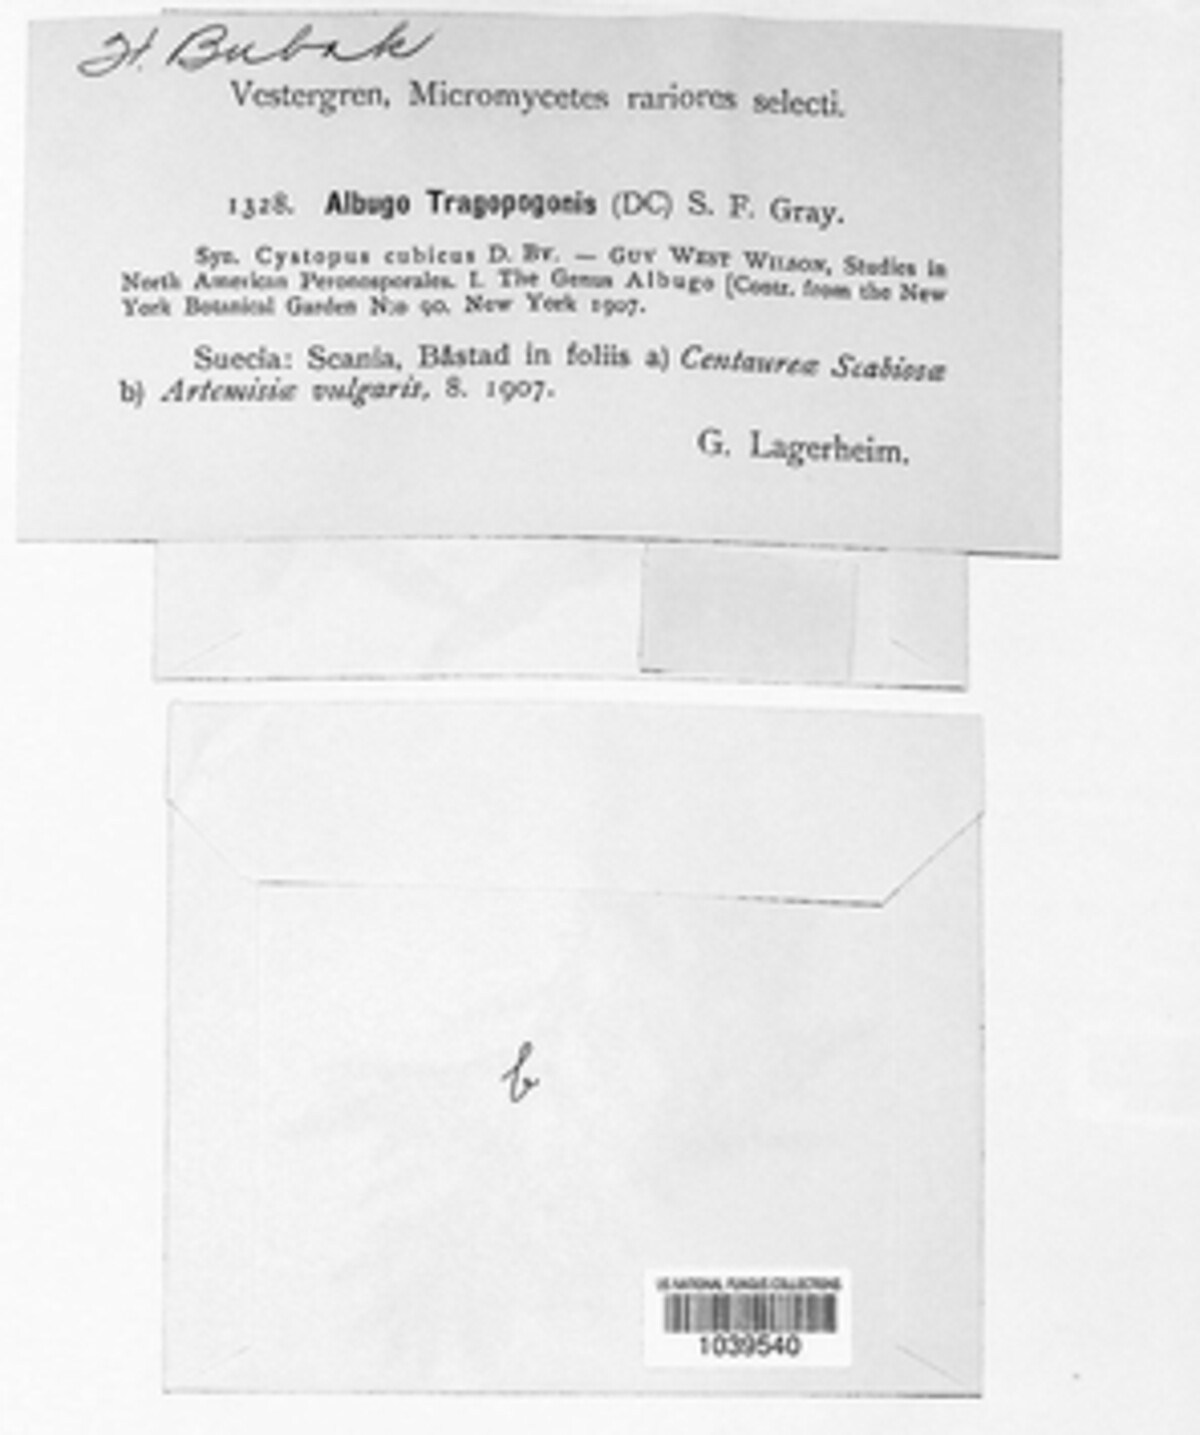 F. Bubak
Vestergren, Micromycetes rariores selecti.
1328. Albugo Tragopogonis (DC) S. F. Gray.
Syn. Cystopus cubicus D. By. — Guy West Wilson, Studies in
North American Peronosporales. I. The Genus Albugo [Contr. from the New
York Botanical Garden N:o 90. New York 1907.
Suecia: Scania, Båstad in foliis a) Centaureæ Scabiosæ
b) Artemisiæ vulgaris, 8. 1907.
G. Lagerheim.
b
US NATIONAL FUNGUS COLLECTIONS
1039540